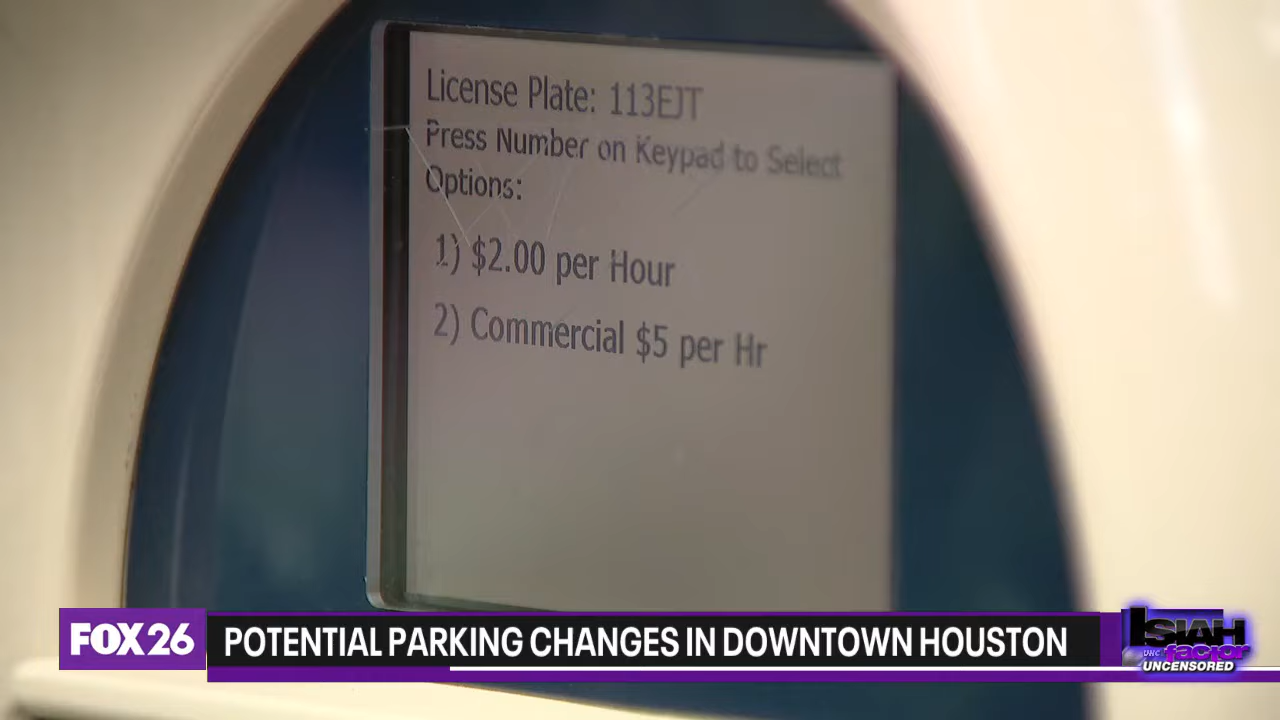 License Plate: 113EJT
Press Number on Keypad to Select
Options:
1) $2.00 per Hour
2) Commercial $5 per Hr
FOX 26
POTENTIAL PARKING CHANGES IN DOWNTOWN HOUSTON
ISIAH
factor
UNCENSORED